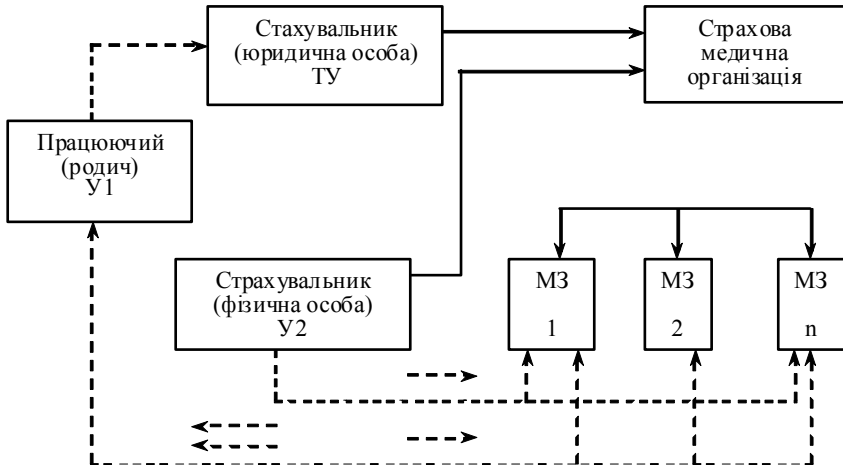 Стахувальник
(юридична особа)
ТУ
Страхова
медична
організація
Працюючий
(родич)
У1
Страхувальник
(фізична особа)
У2
МЗ
1
МЗ
2
МЗ
n